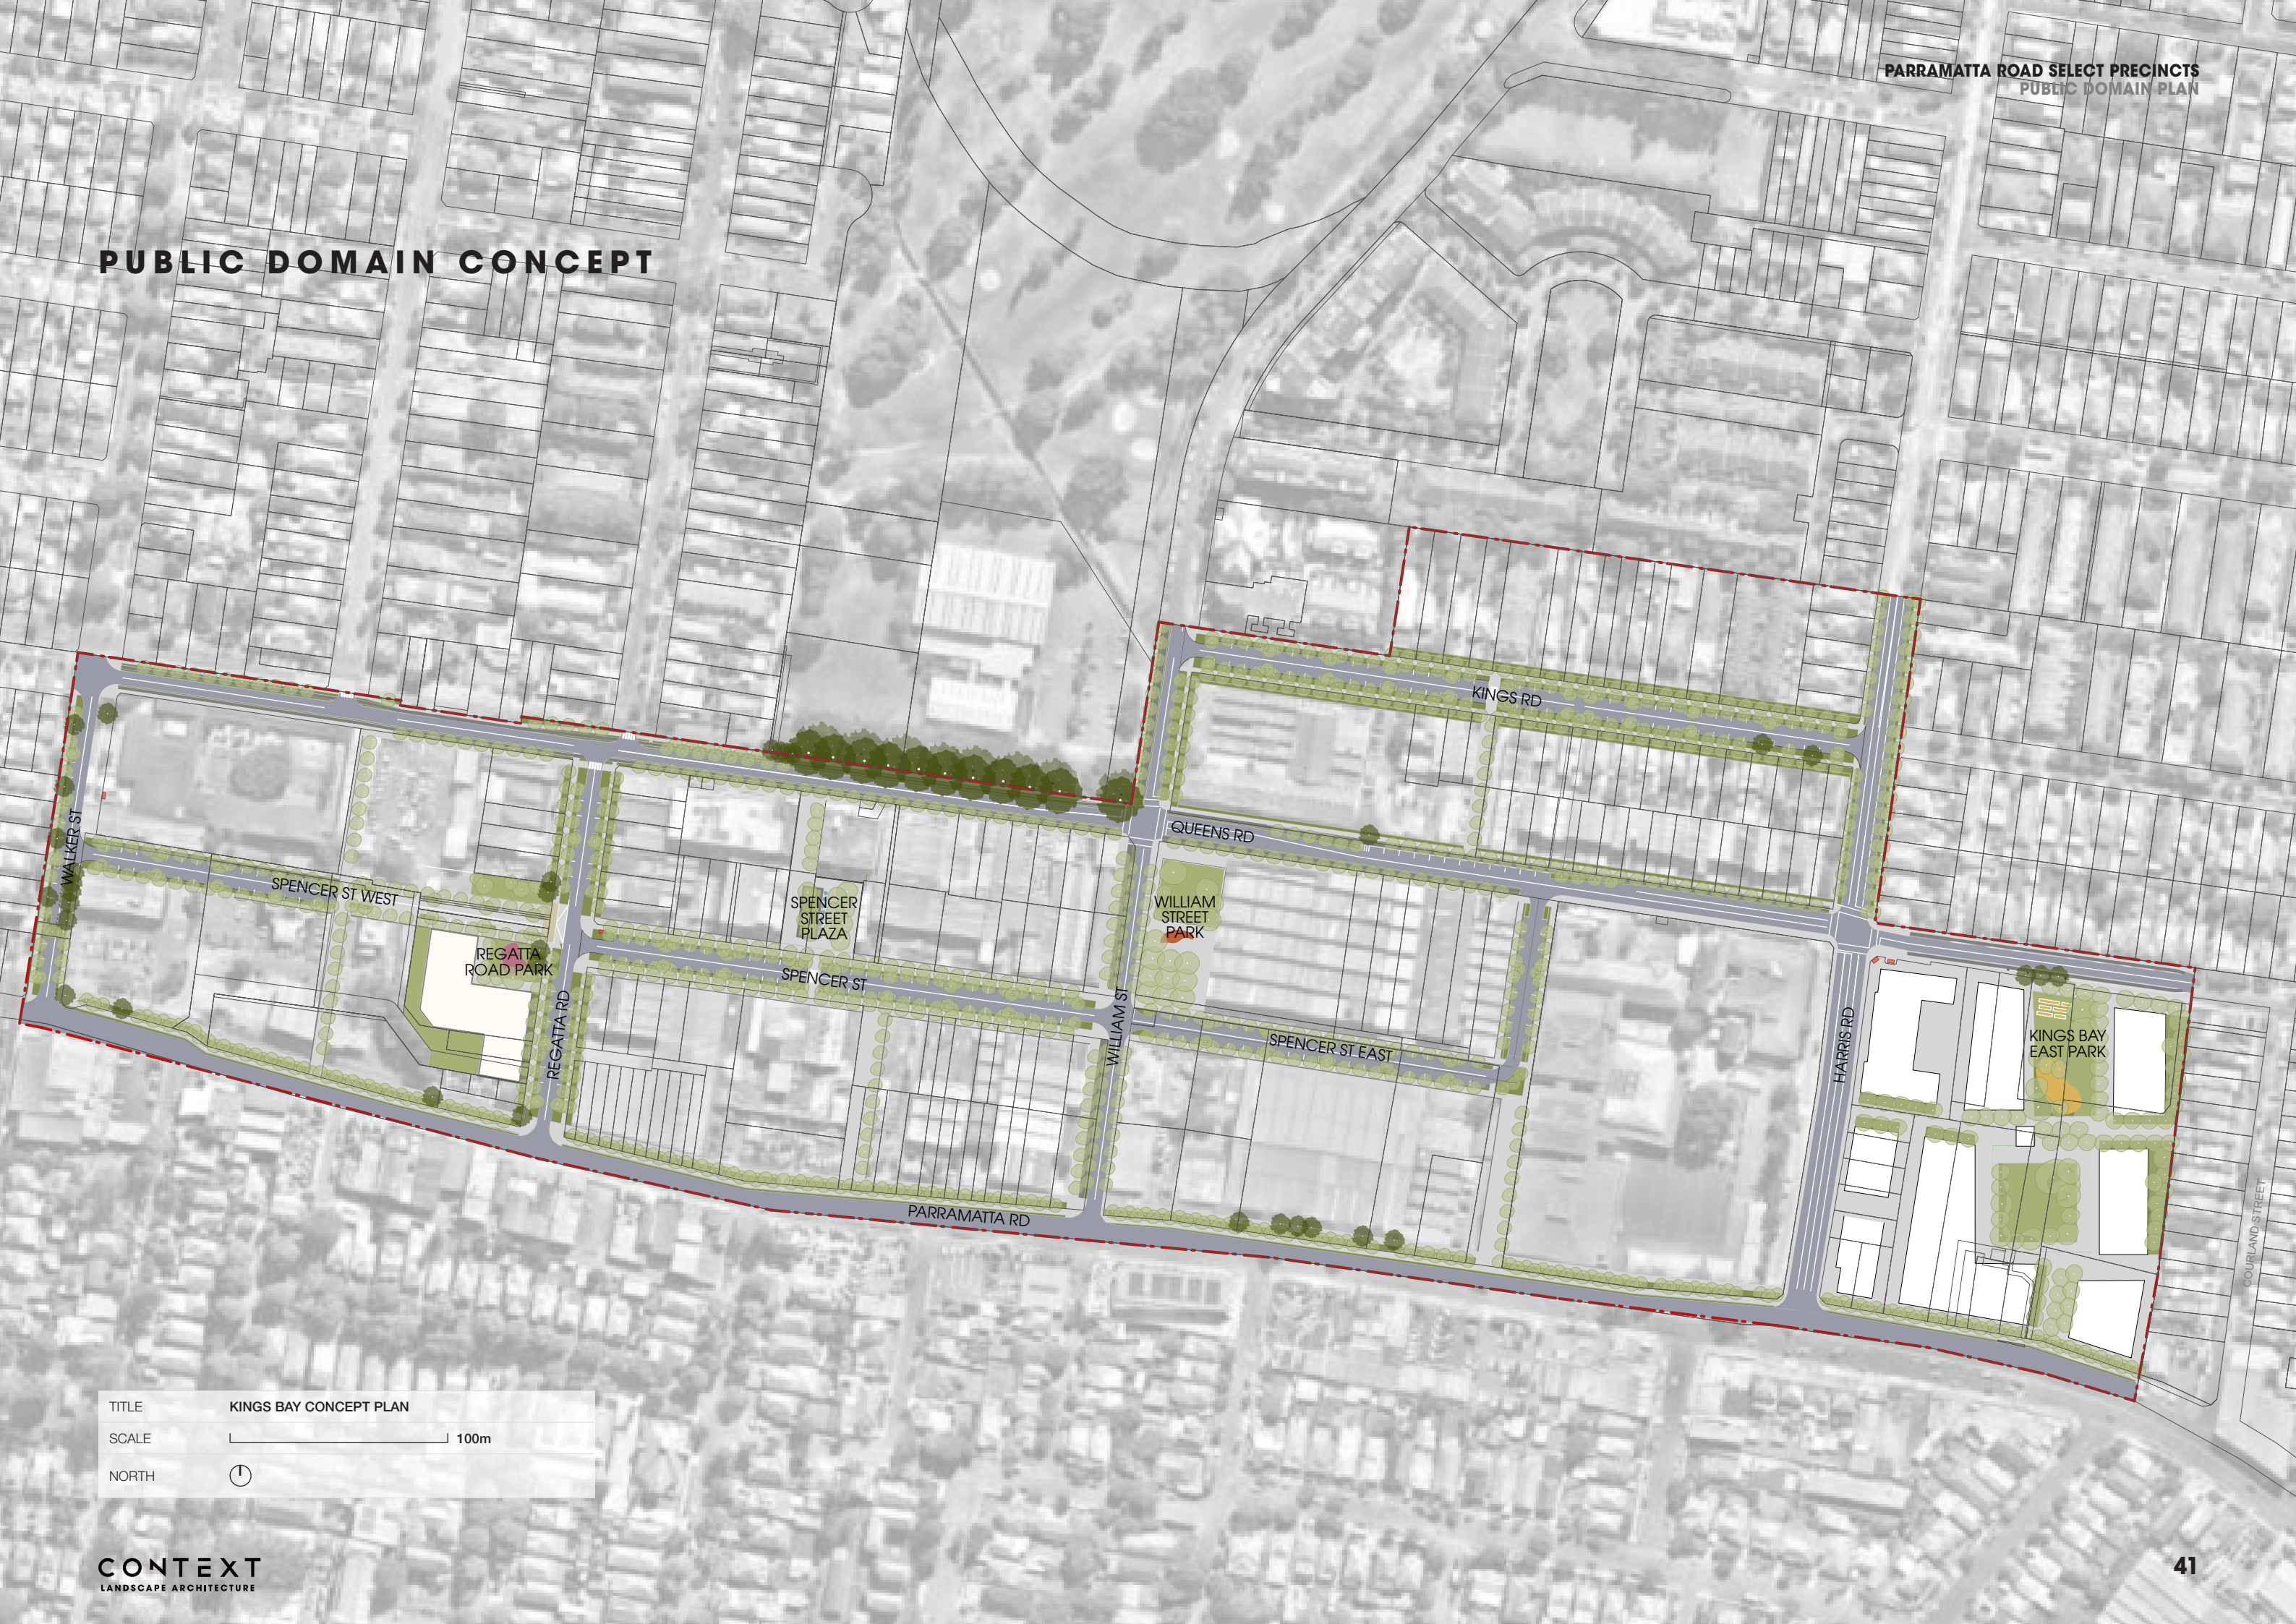 PARRAMATTA ROAD SELECT PRECINCTS
PUBLIC DOMAIN PLAN
PUBLIC DOMAIN CONCEPT
KINGS RD
QUEENS RD
WALKER ST
SPENCER ST WEST
SPENCER
STREET
PLAZA
WILLIAM
STREET
PARK
REGATTA
ROAD PARK
SPENCER ST
REGATTA RD
WILLIAM ST
SPENCER ST EAST
HARRIS RD
KINGS BAY
EAST PARK
COURLAND STREET
PARRAMATTA RD
TITLE KINGS BAY CONCEPT PLAN
SCALE 100m
NORTH
CONTEXT
LANDSCAPE ARCHITECTURE
41